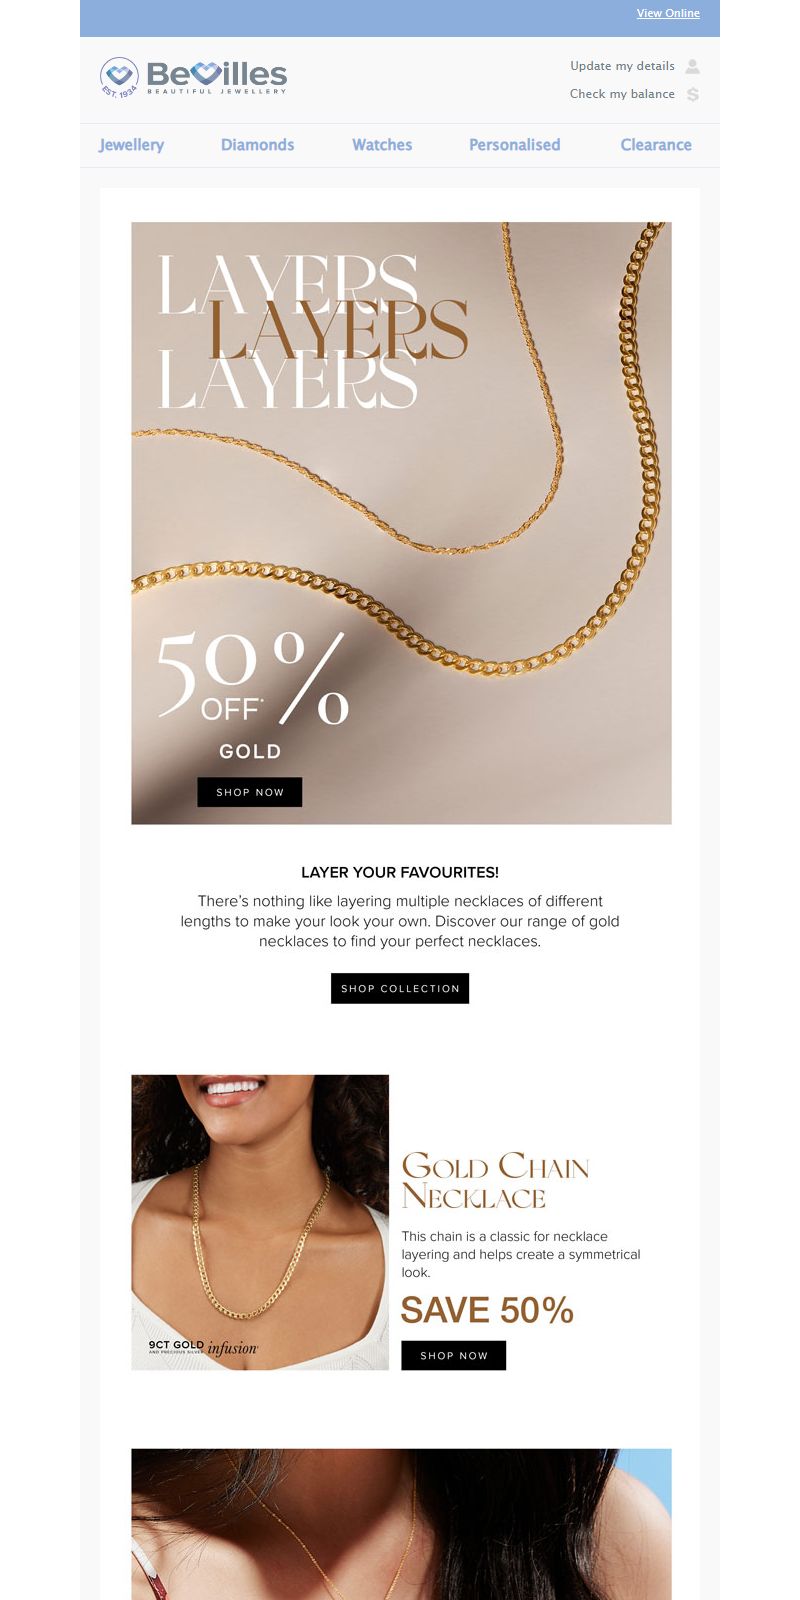 View Online
EST. 1934
Bevilles
BEAUTIFUL JEWELLERY
Update my details
Check my balance
$
Jewellery Diamonds Watches Personalised Clearance
LAYERS
LAYERS
LAYERS
50%
OFF*
GOLD
SHOP NOW
LAYER YOUR FAVOURITES!
There's nothing like layering multiple necklaces of different
lengths to make your look your own. Discover our range of gold
necklaces to find your perfect necklaces.
SHOP COLLECTION
9CT GOLD infusion
AND PRECIOUS SILVER
GOLD CHAIN
NECKLACE
This chain is a classic for necklace
layering and helps create a symmetrical
look.
SAVE 50%
SHOP NOW